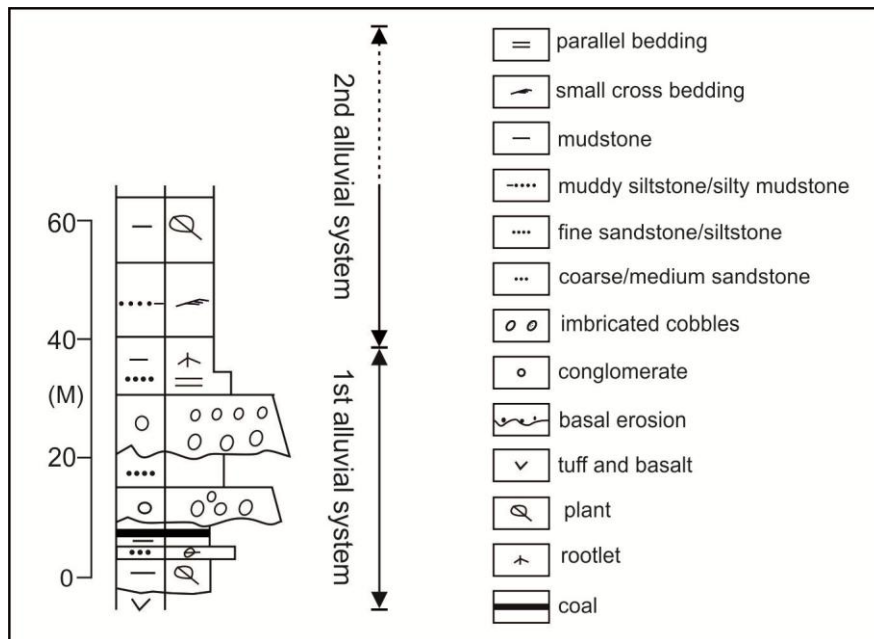 60
40
(M)
20
0
2nd alluvial system
1st alluvial system
parallel bedding
small cross bedding
mudstone
muddy siltstone/silty mudstone
fine sandstone/siltstone
coarse/medium sandstone
imbricated cobbles
conglomerate
basal erosion
tuff and basalt
plant
rootlet
coal